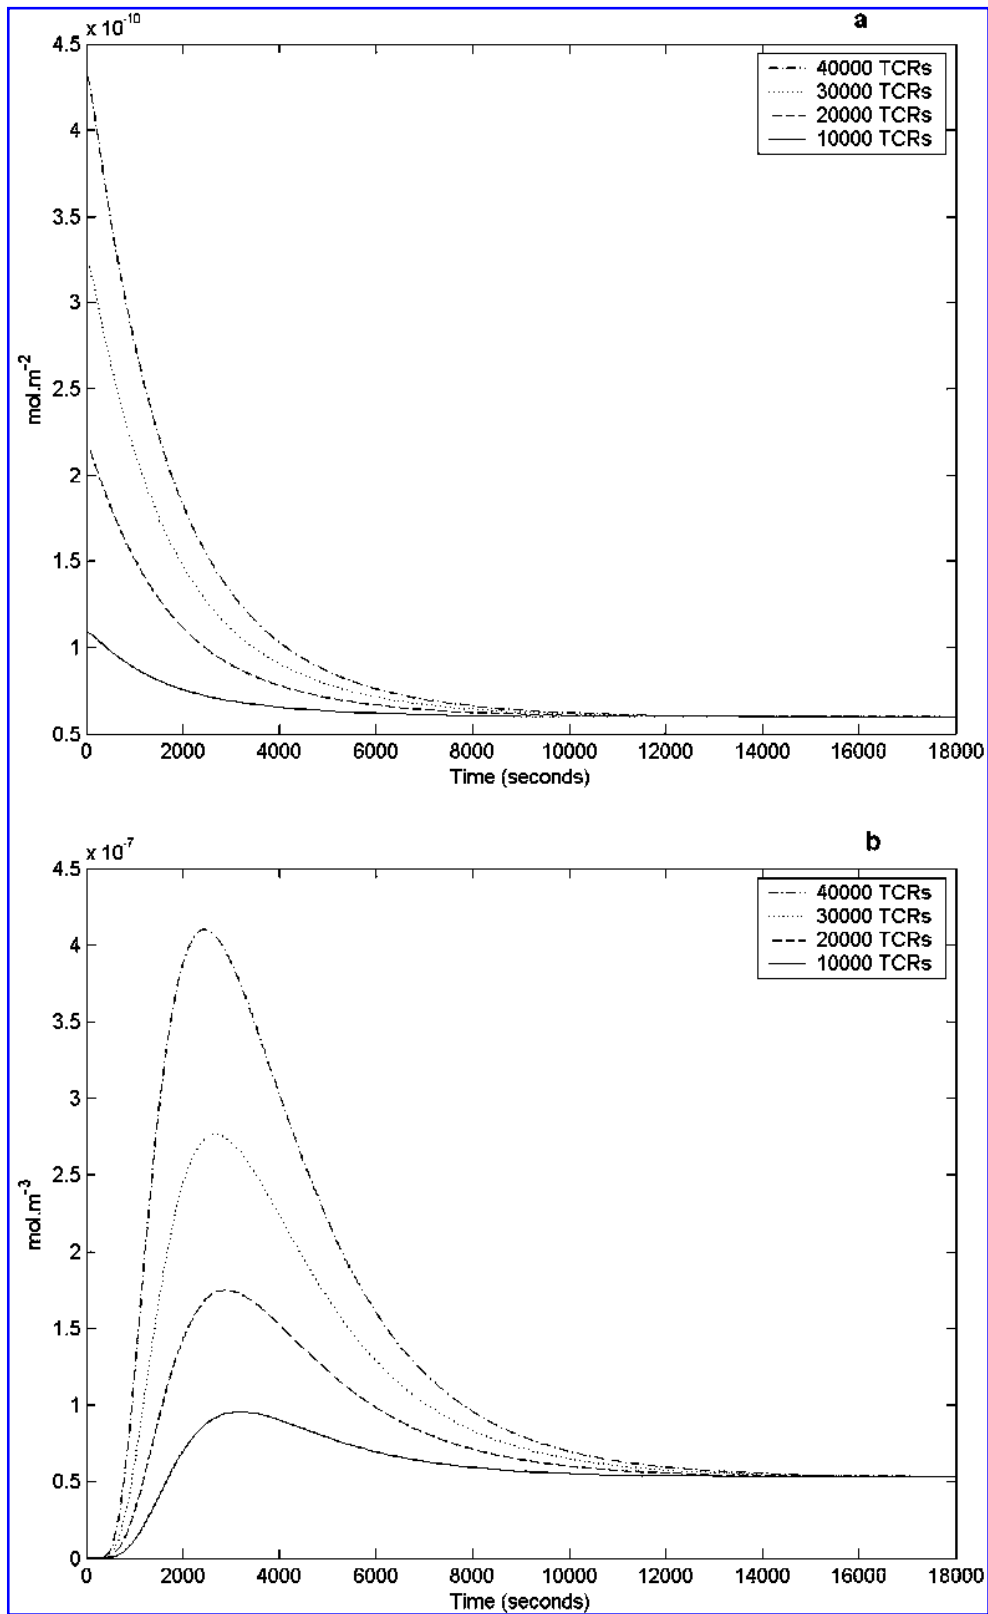 a
x 10^-10
4.5
4
3.5
3
2.5
2
1.5
1
0.5
mol.m^-2
40000 TCRs
30000 TCRs
20000 TCRs
10000 TCRs
0 2000 4000 6000 8000 10000 12000 14000 16000 18000
Time (seconds)
b
x 10^-7
4.5
4
3.5
3
2.5
2
1.5
1
0.5
0
mol.m^-3
40000 TCRs
30000 TCRs
20000 TCRs
10000 TCRs
0 2000 4000 6000 8000 10000 12000 14000 16000 18000
Time (seconds)